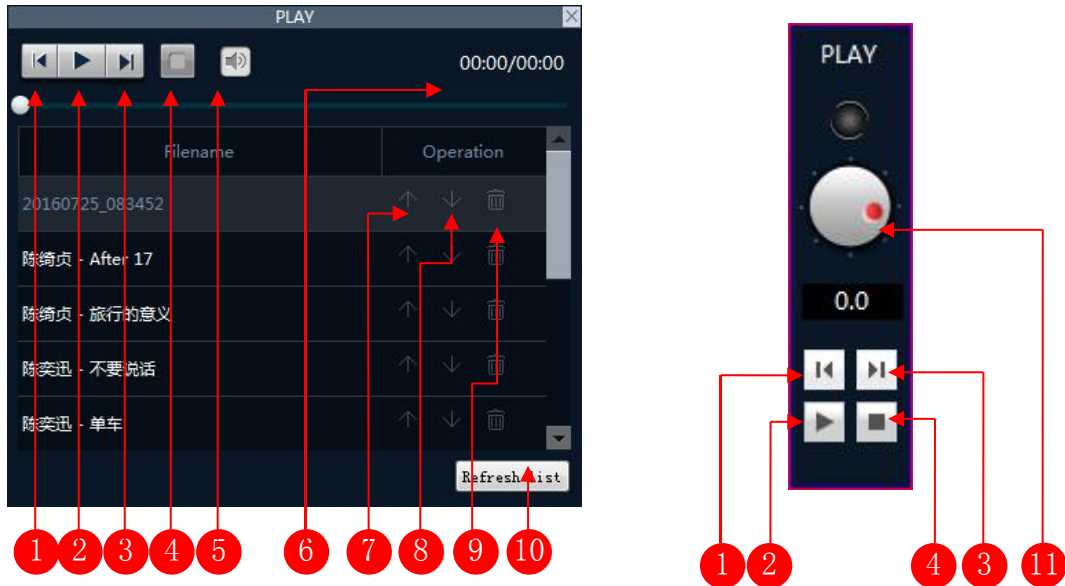 PLAY
00:00/00:00
Filename Operation
20160725_083452
陈绮贞 - After 17
陈绮贞 - 旅行的意义
陈奕迅 - 不要说话
陈奕迅 - 单车
Refresh List
1 2 3 4 5 6 7 8 9 10
PLAY
0.0
11
1 2 4 3